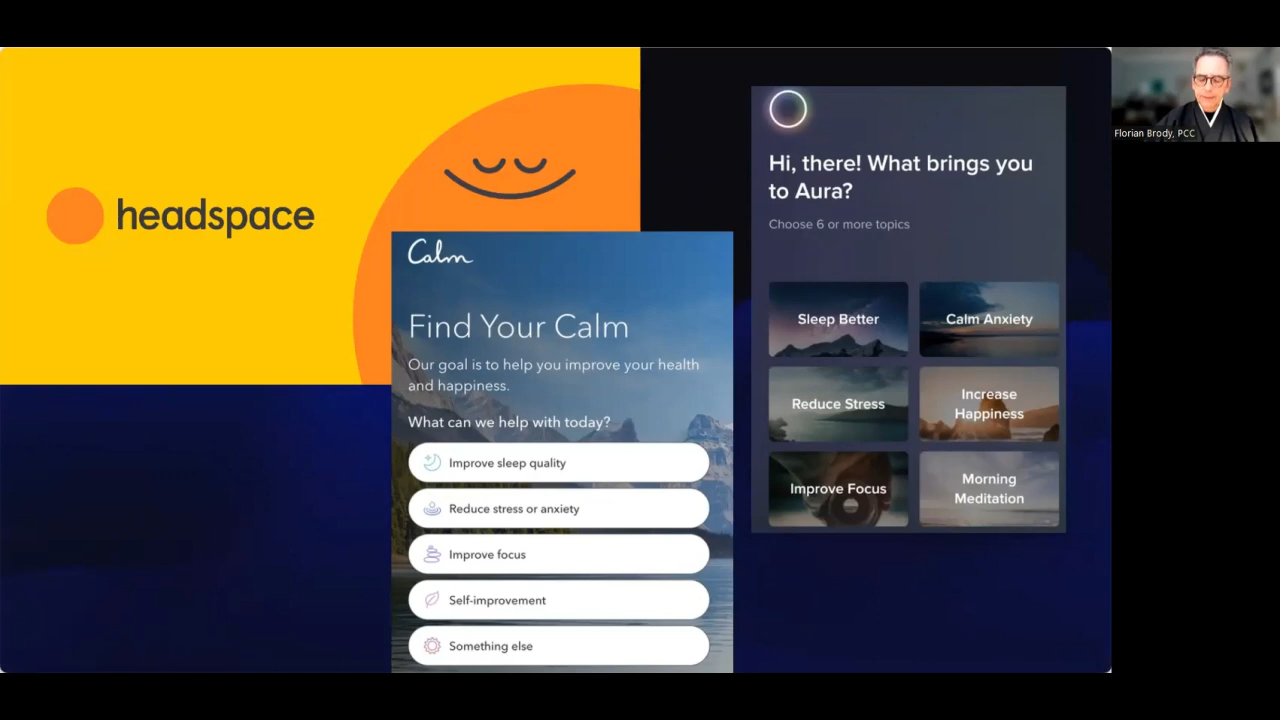 headspace
Calm
Find Your Calm
Our goal is to help you improve your health
and happiness.
What can we help with today?
Improve sleep quality
Reduce stress or anxiety
Improve focus
Self-improvement
Something else
Hi, there! What brings you
to Aura?
Choose 6 or more topics
Sleep Better
Calm Anxiety
Reduce Stress
Increase
Happiness
Improve Focus
Morning
Meditation
Florian Brody, PCC